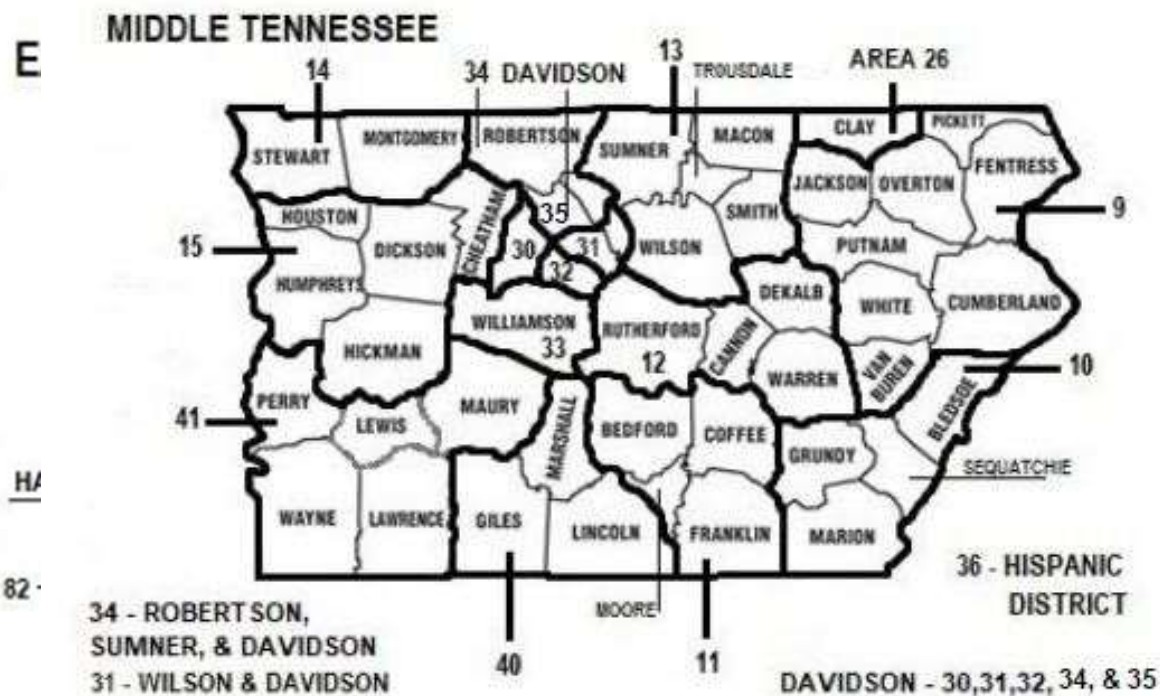 MIDDLE TENNESSEE
E
14
34 DAVIDSON
13
TROUSDALE
AREA 26
STEWART
MONTGOMERY
ROBERTSON
SUMNER
MACON
CLAY
PICKETT
FENTRESS
JACKSON
OVERTON
HOUSTON
DICKSON
CHEATHAM
35
SMITH
9
15
30
31
WILSON
PUTNAM
HUMPHREYS
32
DEKALB
WHITE
CUMBERLAND
WILLIAMSON
33
RUTHERFORD
12
CANNON
HICKMAN
WARREN
VAN
BUREN
10
BLEDSOE
PERRY
41
LEWIS
MAURY
MARSHALL
BEDFORD
COFFEE
GRUNDY
SEQUATCHIE
HA
WAYNE
LAWRENCE
GILES
LINCOLN
FRANKLIN
MARION
82 -
MOORE
36 - HISPANIC
DISTRICT
34 - ROBERTSON,
SUMNER, & DAVIDSON
31 - WILSON & DAVIDSON
40
11
DAVIDSON - 30,31,32, 34, & 35